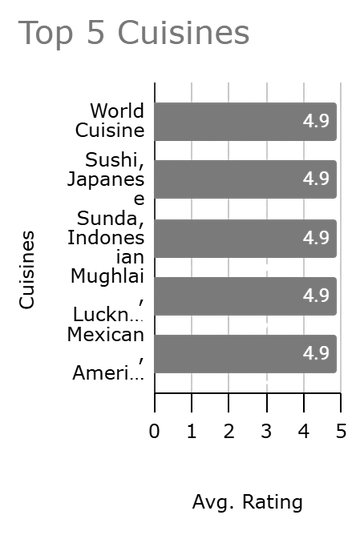 Top 5 Cuisines
Cuisines
World
Cuisine
4.9
Sushi,
Japanes
e
4.9
Sunda,
Indones
ian
4.9
Mughlai
,
Luckn...
4.9
Mexican
,
Ameri...
4.9
0 1 2 3 4 5
Avg. Rating